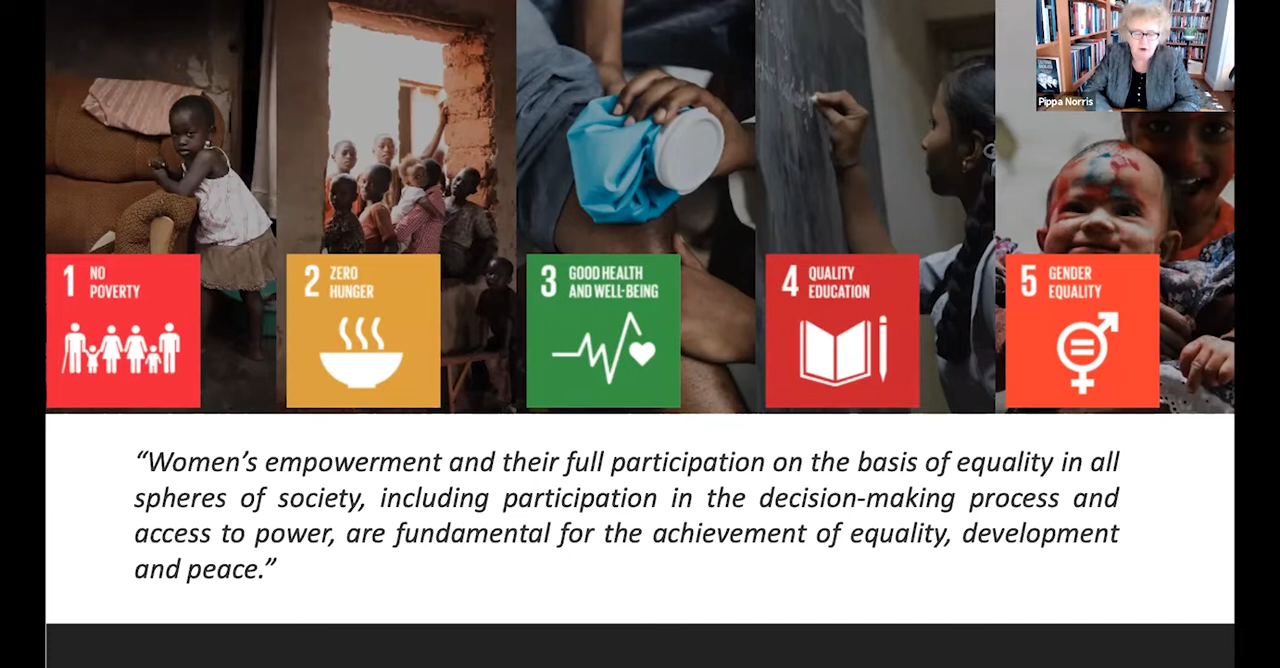 Pippa Norris
1 NO
POVERTY
2 ZERO
HUNGER
3 GOOD HEALTH
AND WELL-BEING
4 QUALITY
EDUCATION
5 GENDER
EQUALITY
“Women’s empowerment and their full participation on the basis of equality in all
spheres of society, including participation in the decision-making process and
access to power, are fundamental for the achievement of equality, development
and peace.”